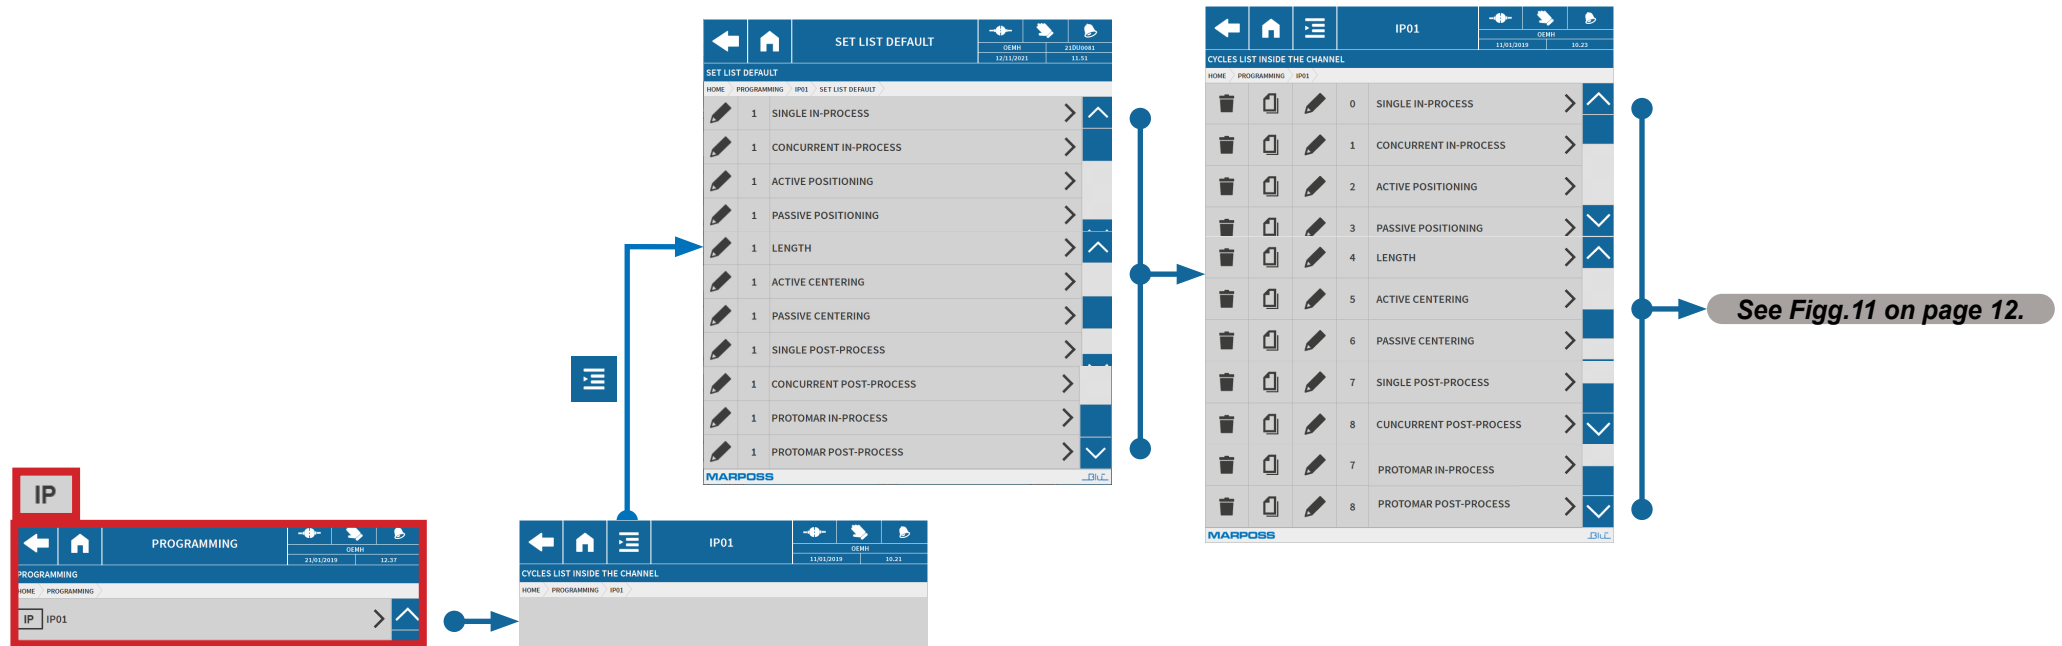 IP
PROGRAMMING
OEMH
21/01/2019 12.37
PROGRAMMING
HOME PROGRAMMING
IP IP01
IP01
OEMH
11/01/2019 10.21
CYCLES LIST INSIDE THE CHANNEL
HOME PROGRAMMING IP01
SET LIST DEFAULT
OEMH 21DU0081
12/11/2021 11.51
SET LIST DEFAULT
HOME PROGRAMMING IP01 SET LIST DEFAULT
1 SINGLE IN-PROCESS
1 CONCURRENT IN-PROCESS
1 ACTIVE POSITIONING
1 PASSIVE POSITIONING
1 LENGTH
1 ACTIVE CENTERING
1 PASSIVE CENTERING
1 SINGLE POST-PROCESS
1 CONCURRENT POST-PROCESS
1 PROTOMAR IN-PROCESS
1 PROTOMAR POST-PROCESS
MARPOSS BLÚ
IP01
OEMH
11/01/2019 10.23
CYCLES LIST INSIDE THE CHANNEL
HOME PROGRAMMING IP01
0 SINGLE IN-PROCESS
1 CONCURRENT IN-PROCESS
2 ACTIVE POSITIONING
3 PASSIVE POSITIONING
4 LENGTH
5 ACTIVE CENTERING
6 PASSIVE CENTERING
7 SINGLE POST-PROCESS
8 CUNCURRENT POST-PROCESS
7 PROTOMAR IN-PROCESS
8 PROTOMAR POST-PROCESS
MARPOSS BLÚ
See Figg.11 on page 12.